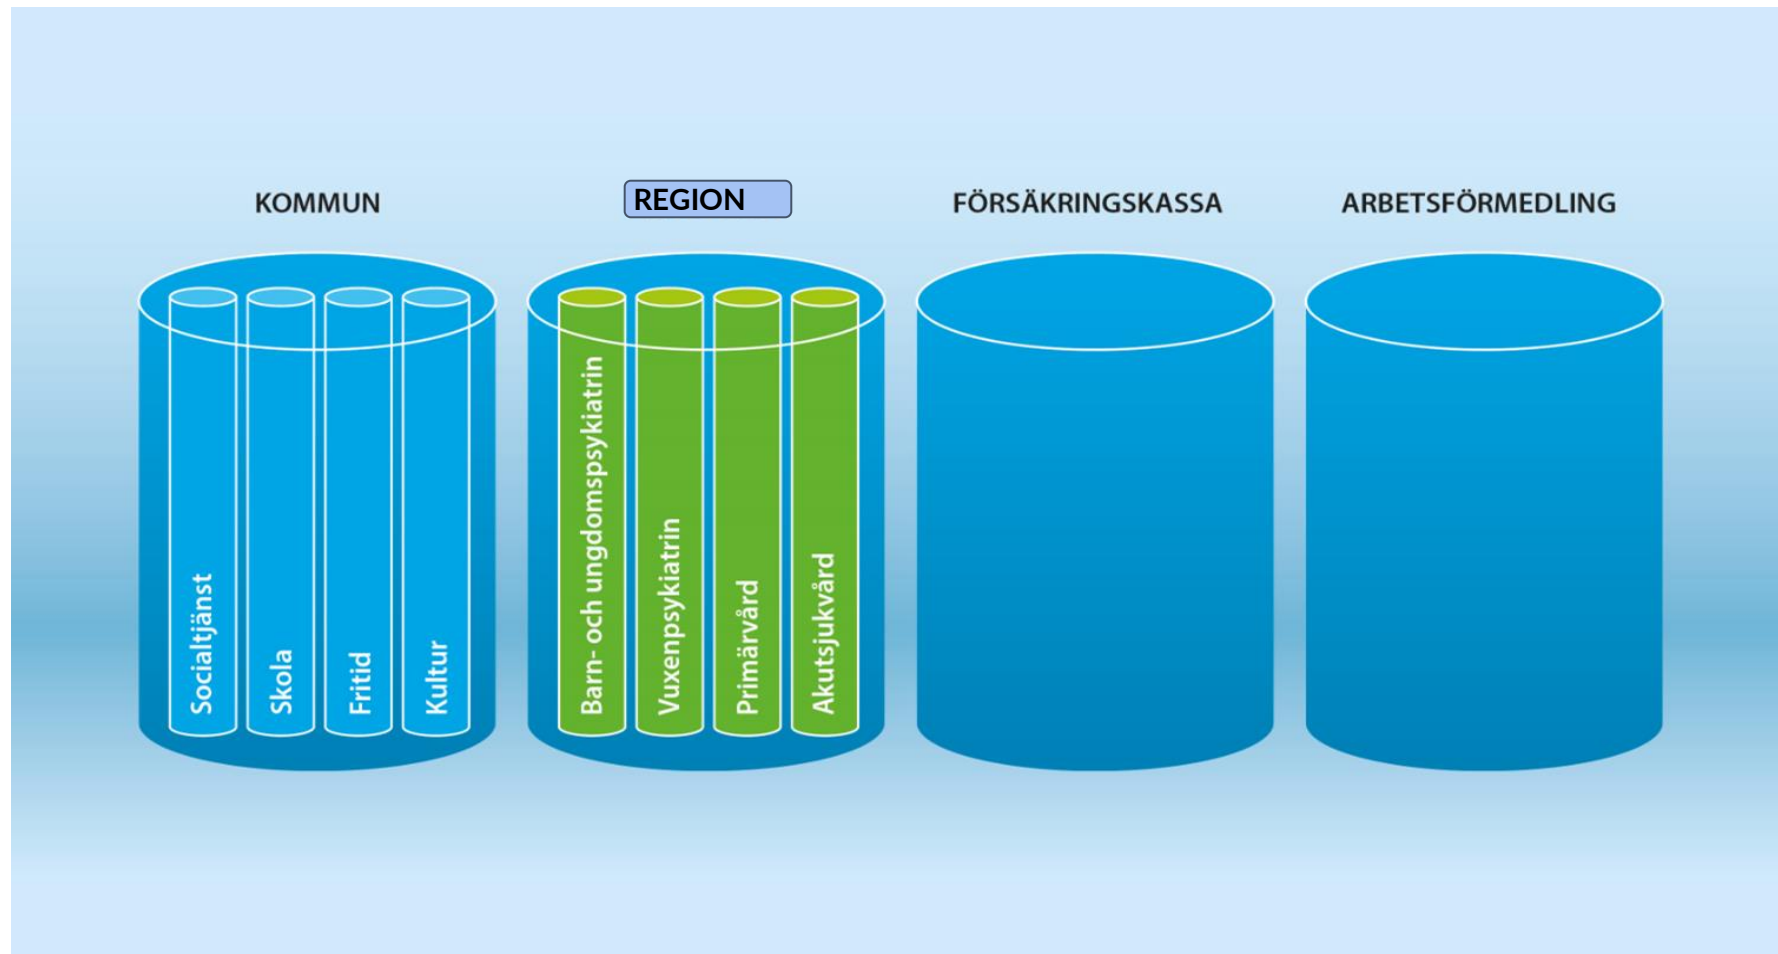 KOMMUN
REGION
FÖRSÄKRINGSKASSA
ARBETSFÖRMEDLING
Socialtjänst
Skola
Fritid
Kultur
Barn- och ungdomspsykiatrin
Vuxenpsykiatrin
Primärvård
Akutsjukvård